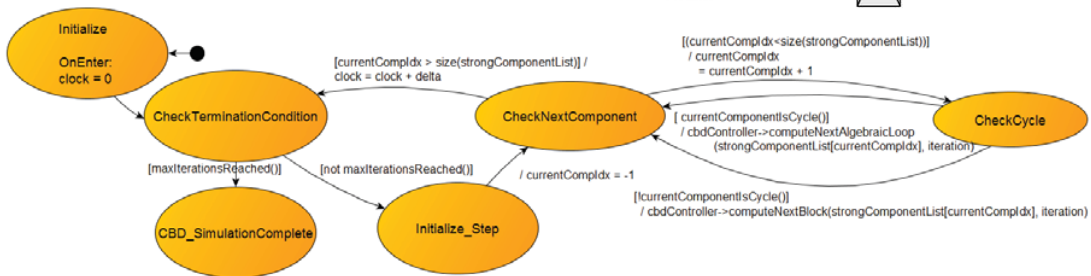 Initialize
OnEnter:
clock = 0
[currentCompIdx > size(strongComponentList)] /
clock = clock + delta
[(currentCompIdx<size(strongComponentList))]
/ currentCompIdx
= currentCompIdx + 1
CheckTerminationCondition
CheckNextComponent
CheckCycle
[ currentComponentIsCycle()]
/ cbdController->computeNextAlgebraicLoop
(strongComponentList[currentCompIdx], iteration)
[maxIterationsReached()]
[not maxIterationsReached()]
/ currentCompIdx = -1
[!currentComponentIsCycle()]
/ cbdController->computeNextBlock(strongComponentList[currentCompIdx], iteration)
CBD_SimulationComplete
Initialize_Step